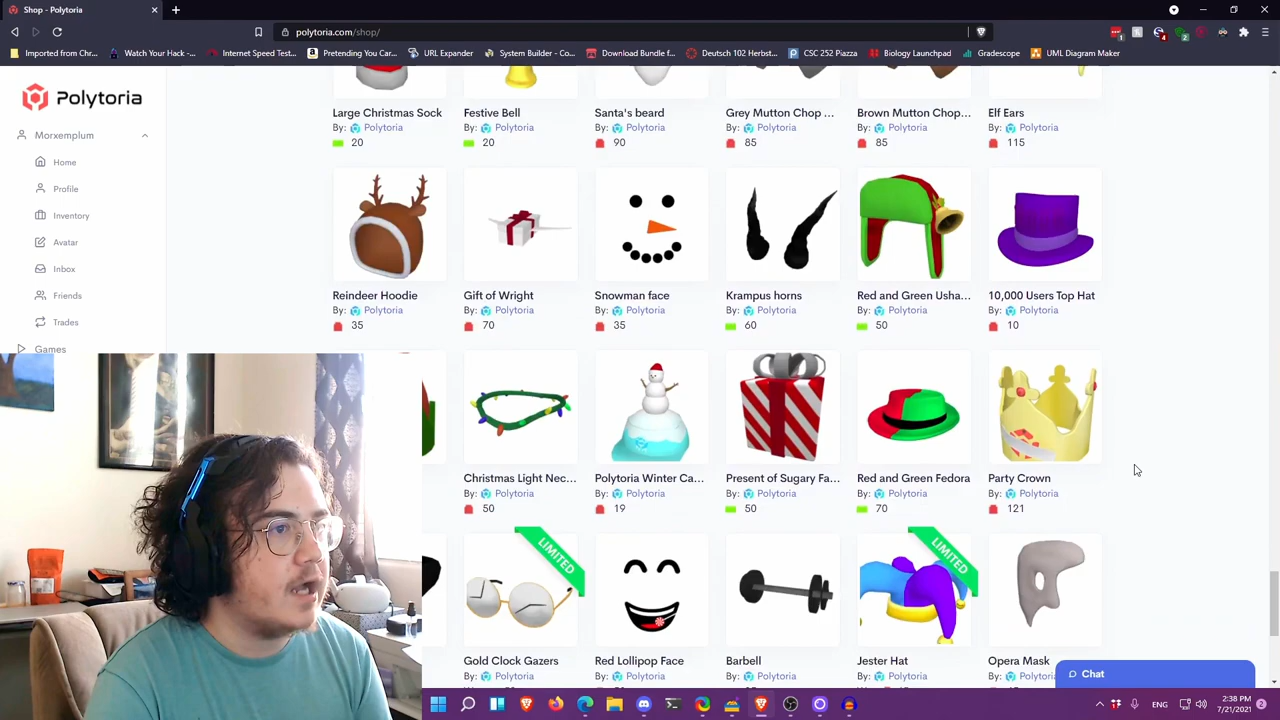 Shop - Polytoria
polytoria.com/shop/
Imported from Chr... Watch Your Hack - ... Internet Speed Test... Pretending You Car... URL Expander System Builder - Co... Download Bundle f... Deutsch 102 Herbst... CSC 252 Piazza Biology Launchpad Gradescope UML Diagram Maker
Polytoria
Morxemplum
Home
Profile
Inventory
Avatar
Inbox
Friends
Trades
Games
Large Christmas Sock Festive Bell Santa's beard Grey Mutton Chop ... Brown Mutton Chop... Elf Ears
By: Polytoria By: Polytoria By: Polytoria By: Polytoria By: Polytoria By: Polytoria
20 20 90 85 85 115
Reindeer Hoodie Gift of Wright Snowman face Krampus horns Red and Green Usha... 10,000 Users Top Hat
By: Polytoria By: Polytoria By: Polytoria By: Polytoria By: Polytoria By: Polytoria
35 70 35 60 50 10
Christmas Light Nec... Polytoria Winter Ca... Present of Sugary Fa... Red and Green Fedora Party Crown
By: Polytoria By: Polytoria By: Polytoria By: Polytoria By: Polytoria
50 19 50 70 121
LIMITED LIMITED
Gold Clock Gazers Red Lollipop Face Barbell Jester Hat Opera Mask
By: Polytoria By: Polytoria By: Polytoria By: Polytoria By: Polytoria
Chat
ENG 2:38 PM
7/21/2021